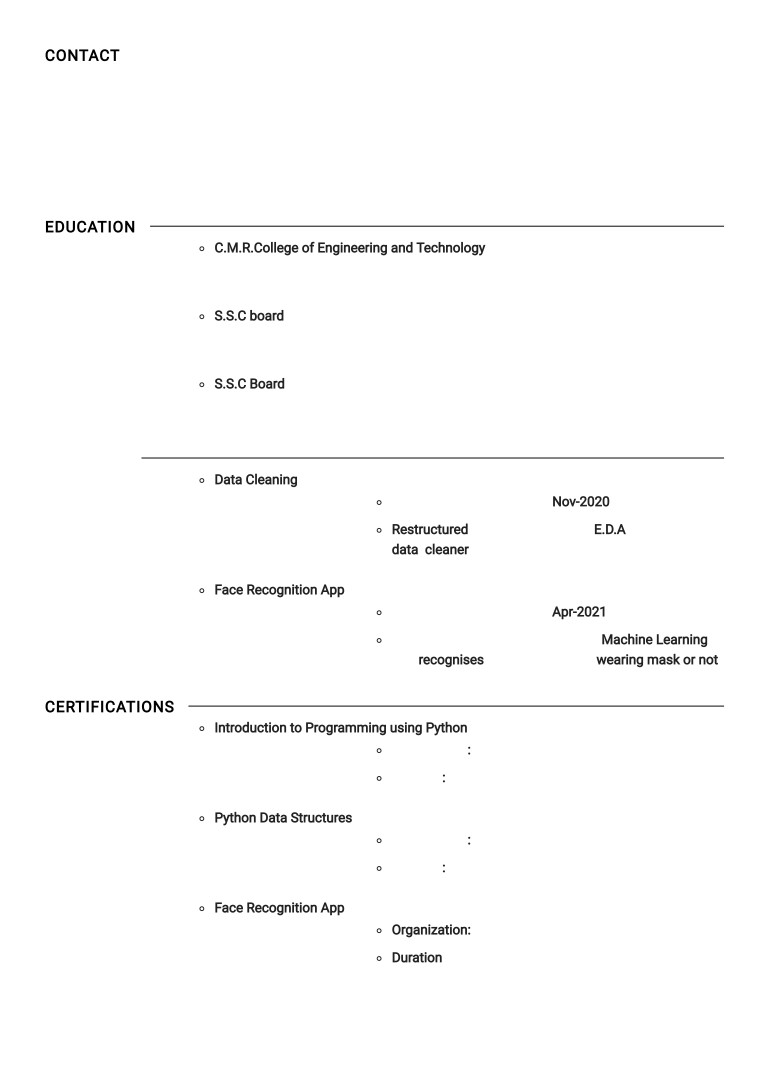 CONTACT
EDUCATION
C.M.R.College of Engineering and Technology
S.S.C board
S.S.C Board
Data Cleaning
Nov-2020
Restructured E.D.A
data cleaner
Face Recognition App
Apr-2021
Machine Learning
recognises wearing mask or not
CERTIFICATIONS
Introduction to Programming using Python
:
:
Python Data Structures
:
:
Face Recognition App
Organization:
Duration